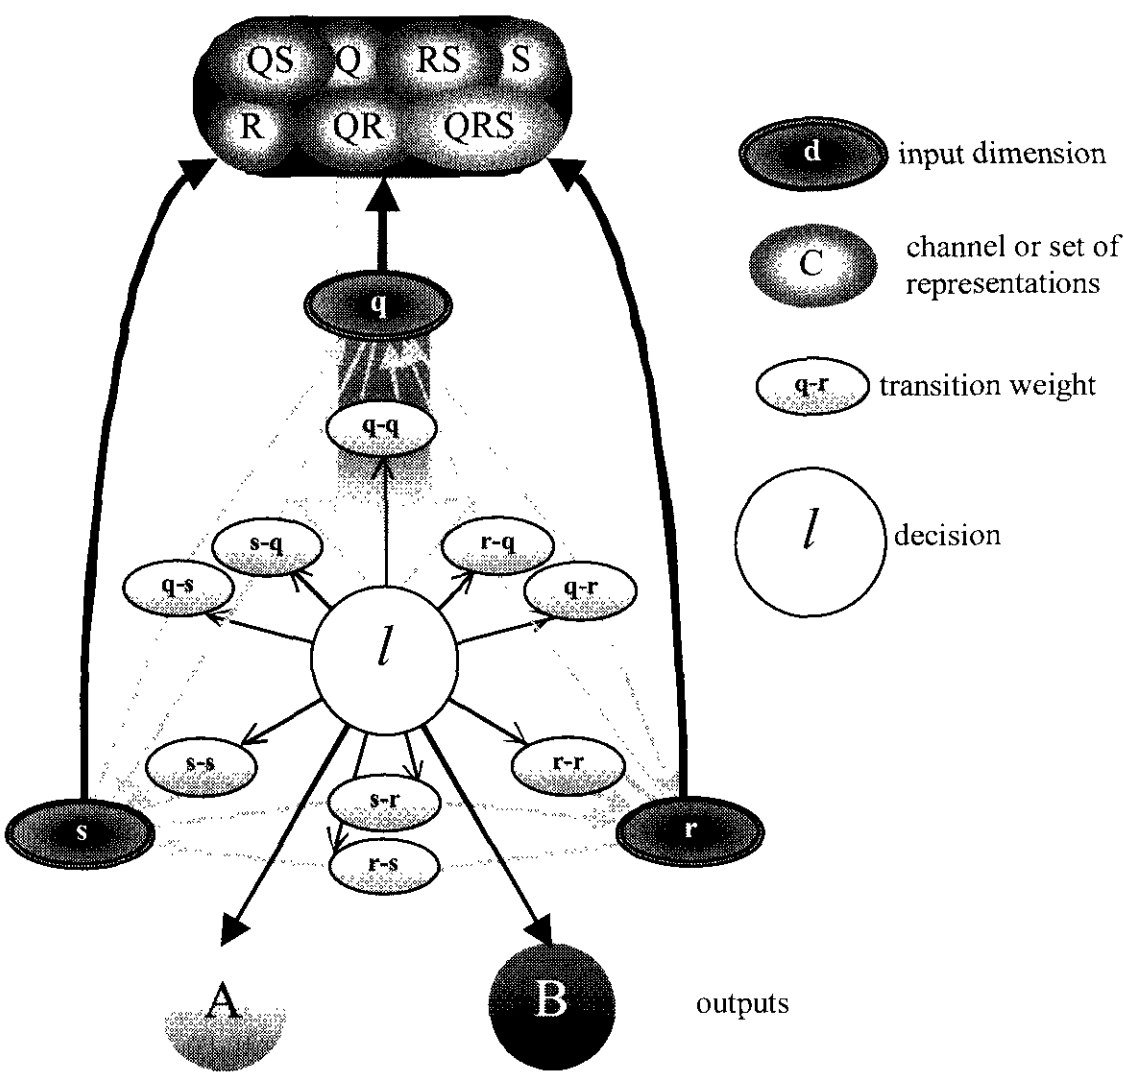 QS Q RS S
R QR QRS
d input dimension
C channel or set of
representations
q
q-r transition weight
q-q
l decision
s-q r-q
q-s q-r
l
s-s r-r
s-r
s r
r-s
A B outputs